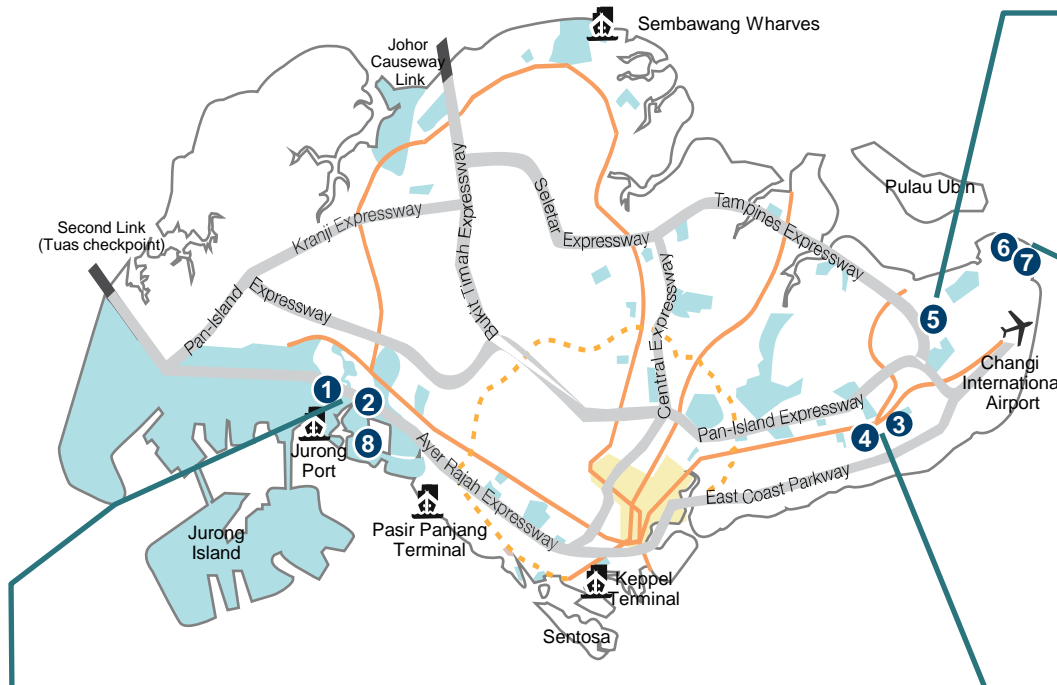 Sembawang Wharves
Johor
Causeway
Link
Pulau Ubin
Second Link
(Tuas checkpoint)
Kranji Expressway
Bukit Timah Expressway
Seletar
Expressway
Tampines Expressway
6
7
5
Pan-Island
Expressway
Central Expressway
Changi
International
Airport
1
2
Pan-Island Expressway
3
4
8
Jurong
Port
Ayer Rajah Expressway
East Coast Parkway
Pasir Panjang
Terminal
Jurong
Island
Keppel
Terminal
Sentosa